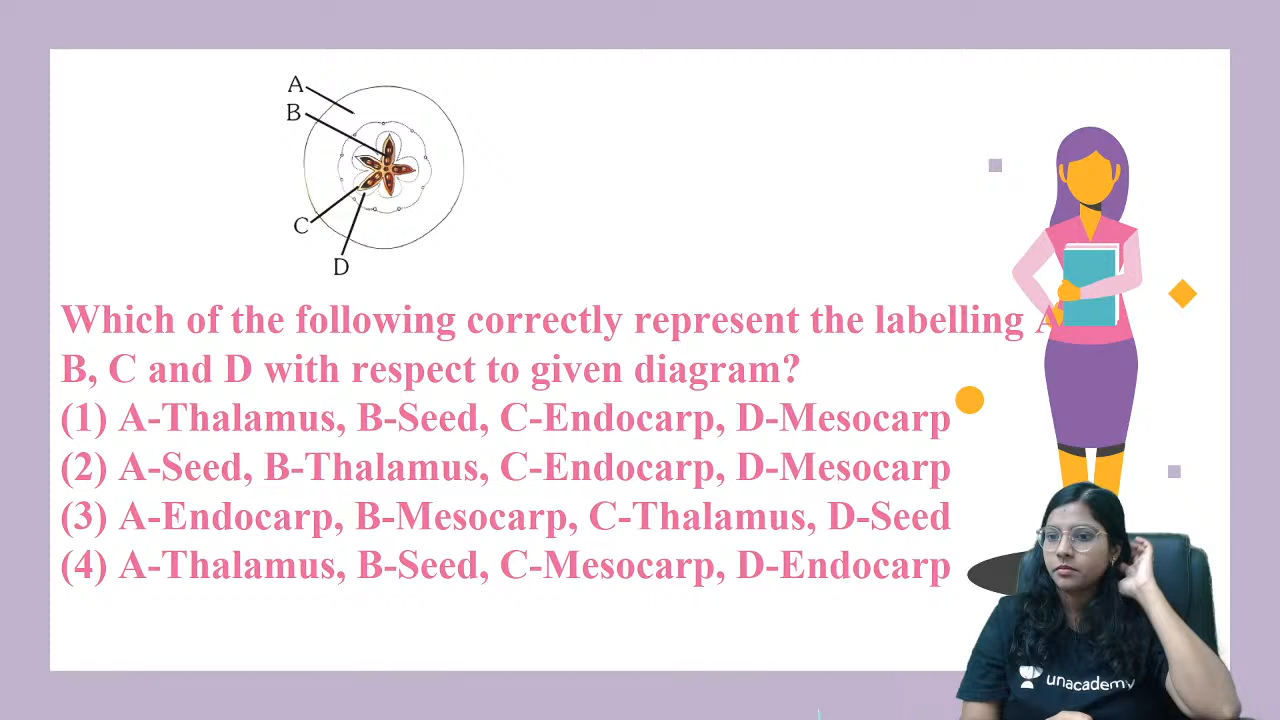 A
B
C
D
Which of the following correctly represent the labelling A
B, C and D with respect to given diagram?
(1) A-Thalamus, B-Seed, C-Endocarp, D-Mesocarp
(2) A-Seed, B-Thalamus, C-Endocarp, D-Mesocarp
(3) A-Endocarp, B-Mesocarp, C-Thalamus, D-Seed
(4) A-Thalamus, B-Seed, C-Mesocarp, D-Endocarp
unacademy